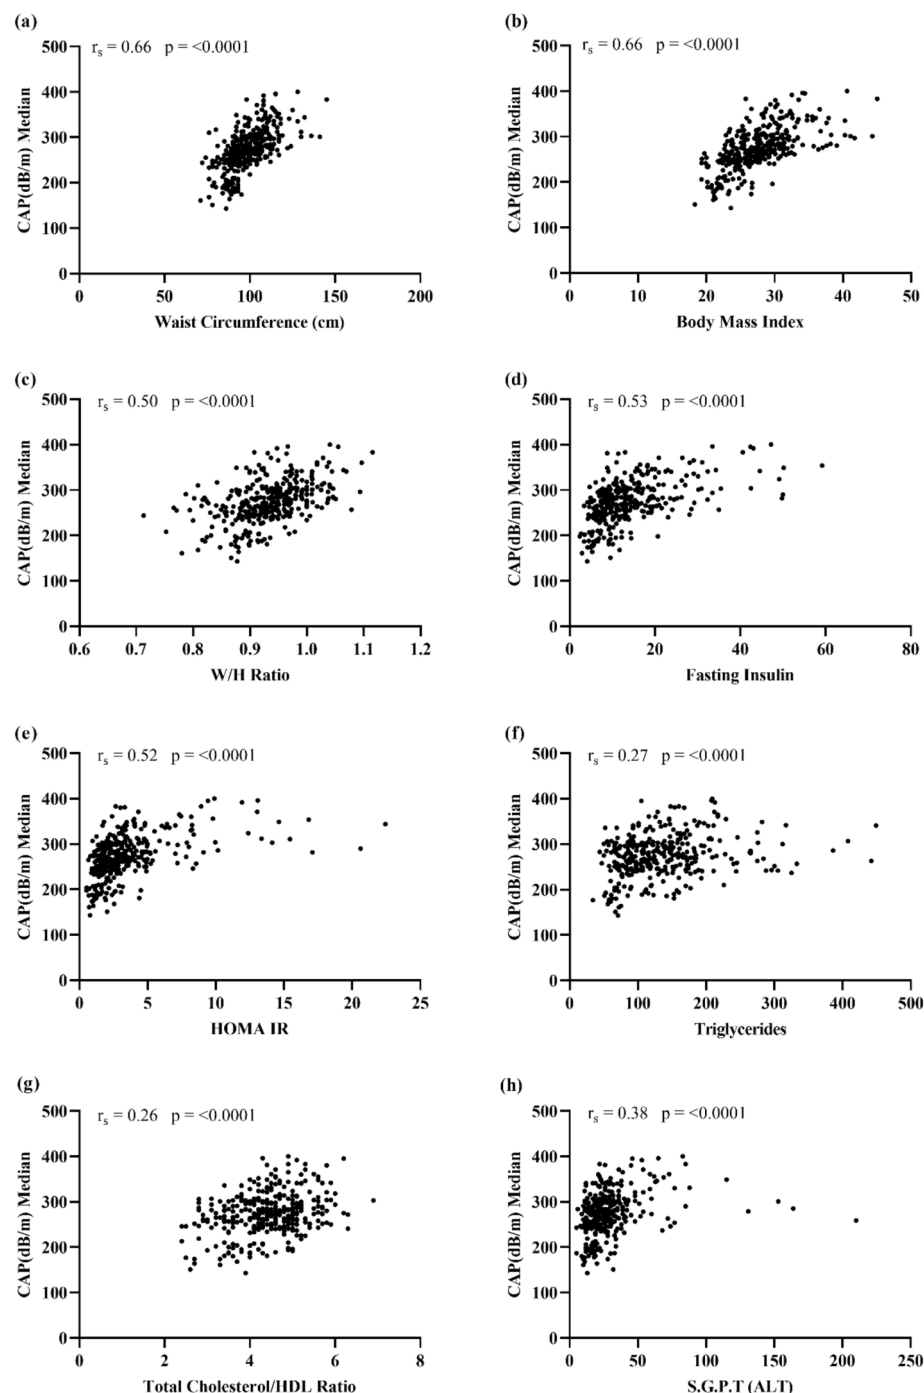 (a)
rs = 0.66 p = <0.0001
500
400
300
200
100
0
CAP(dB/m) Median
0 50 100 150 200
Waist Circumference (cm)
(b)
rs = 0.66 p = <0.0001
500
400
300
200
100
0
CAP(dB/m) Median
0 10 20 30 40 50
Body Mass Index
(c)
rs = 0.50 p = <0.0001
500
400
300
200
100
0
CAP(dB/m) Median
0.6 0.7 0.8 0.9 1.0 1.1 1.2
W/H Ratio
(d)
rs = 0.53 p = <0.0001
500
400
300
200
100
0
CAP(dB/m) Median
0 20 40 60 80
Fasting Insulin
(e)
rs = 0.52 p = <0.0001
500
400
300
200
100
0
CAP(dB/m) Median
0 5 10 15 20 25
HOMA IR
(f)
rs = 0.27 p = <0.0001
500
400
300
200
100
0
CAP(dB/m) Median
0 100 200 300 400 500
Triglycerides
(g)
rs = 0.26 p = <0.0001
500
400
300
200
100
0
CAP(dB/m) Median
0 2 4 6 8
Total Cholesterol/HDL Ratio
(h)
rs = 0.38 p = <0.0001
500
400
300
200
100
0
CAP(dB/m) Median
0 50 100 150 200 250
S.G.P.T (ALT)